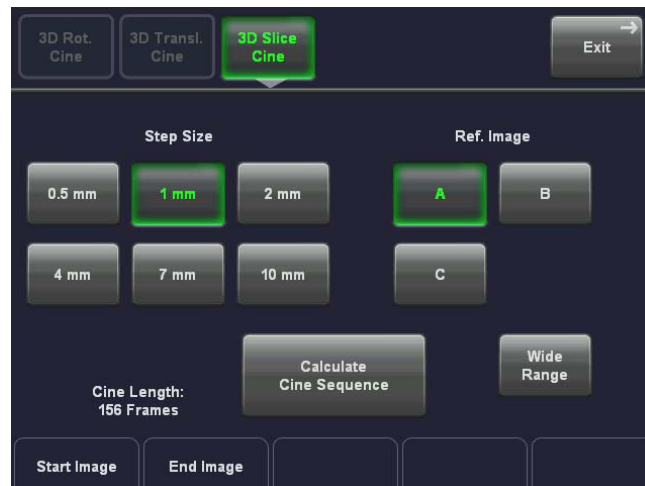 3D Rot.
Cine
3D Transl.
Cine
3D Slice
Cine
Exit
Step Size
Ref. Image
0.5 mm
1 mm
2 mm
A
B
4 mm
7 mm
10 mm
C
Calculate
Cine Sequence
Wide
Range
Cine Length:
156 Frames
Start Image
End Image